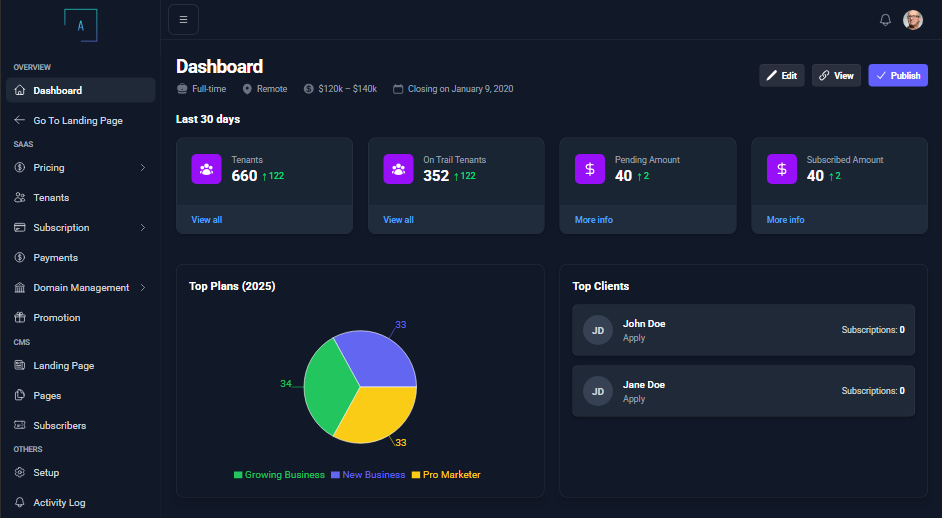 A
OVERVIEW
Dashboard
Go To Landing Page
SAAS
Pricing
Tenants
Subscription
Payments
Domain Management
Promotion
CMS
Landing Page
Pages
Subscribers
OTHERS
Setup
Activity Log
Dashboard
Full-time Remote $120k – $140k Closing on January 9, 2020
Edit View Publish
Last 30 days
Tenants
660 ↑122
View all
On Trail Tenants
352 ↑122
View all
Pending Amount
40 ↑2
More info
Subscribed Amount
40 ↑2
More info
Top Plans (2025)
33
34
33
Growing Business New Business Pro Marketer
Top Clients
JD
John Doe
Apply
Subscriptions: 0
JD
Jane Doe
Apply
Subscriptions: 0